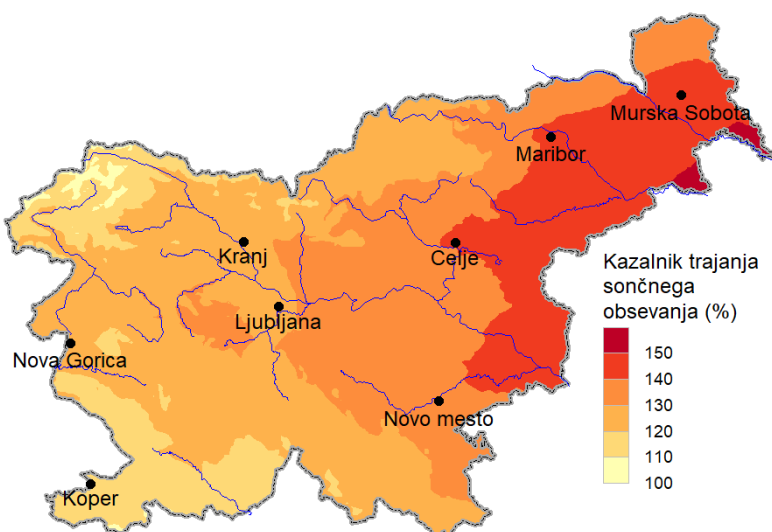 Murska Sobota
Maribor
Kranj
Celje
Ljubljana
Nova Gorica
Novo mesto
Koper
Kazalnik trajanja
sončnega
obsevanja (%)
150
140
130
120
110
100